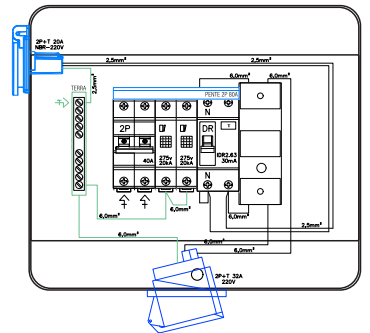 2P+T 20A
NBR-220V
2,5mm²
2,5mm²
6,0mm²
6,0mm²
2,5mm²
TERRA
PENTE 2P 80A
N
2P
DR
T
40A
275v
20kA
275v
20kA
IDR2.63
30mA
N
6,0mm²
6,0mm²
6,0mm²
2,5mm²
6,0mm²
6,0mm²
6,0mm²
2P+T 32A
220V